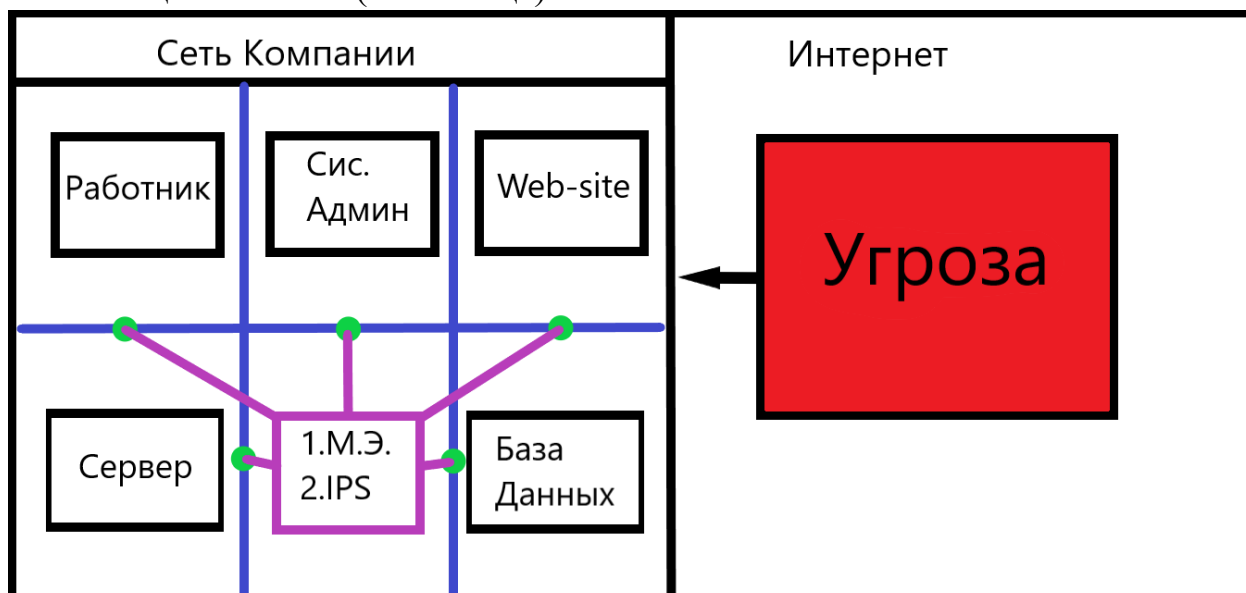 Сеть Компании
Интернет
Работник
Сис.
Админ
Web-site
Угроза
Сервер
1.М.Э.
2.IPS
База
Данных